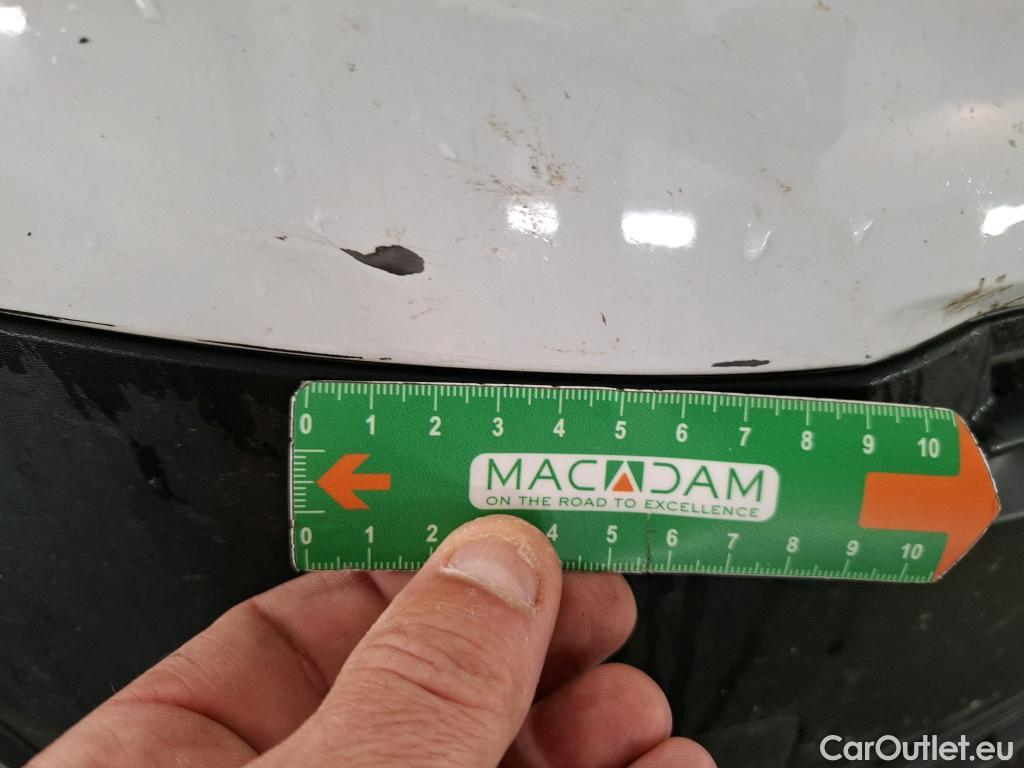 0 1 2 3 4 5 6 7 8 9 10
MACADAM
ON THE ROAD TO EXCELLENCE
0 1 2 4 5 6 7 8 9 10
CarOutlet.eu